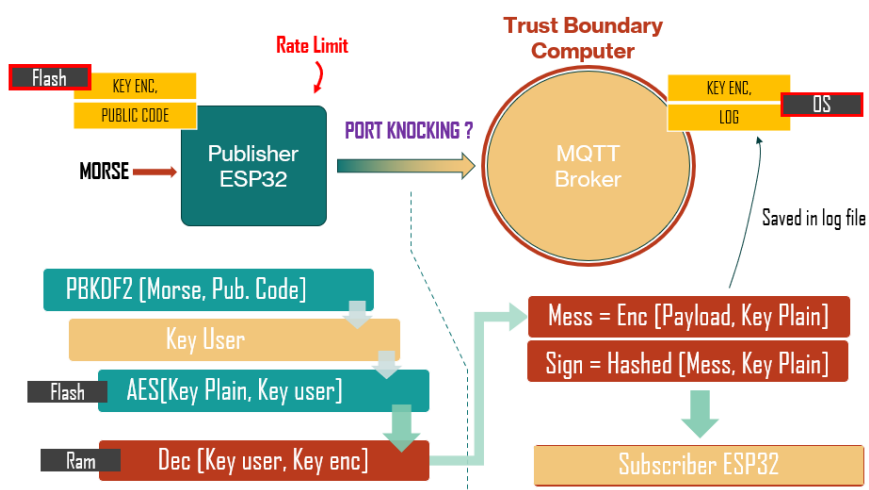 Trust Boundary
Computer
Rate Limit
Flash
KEY ENC,
PUBLIC CODE
MORSE
Publisher
ESP32
PORT KNOCKING ?
MQTT
Broker
KEY ENC,
LOG
OS
Saved in log file
PBKDF2 [Morse, Pub. Code]
Key User
Flash
AES[Key Plain, Key user]
Ram
Dec [Key user, Key enc]
Mess = Enc [Payload, Key Plain]
Sign = Hashed [Mess, Key Plain]
Subscriber ESP32